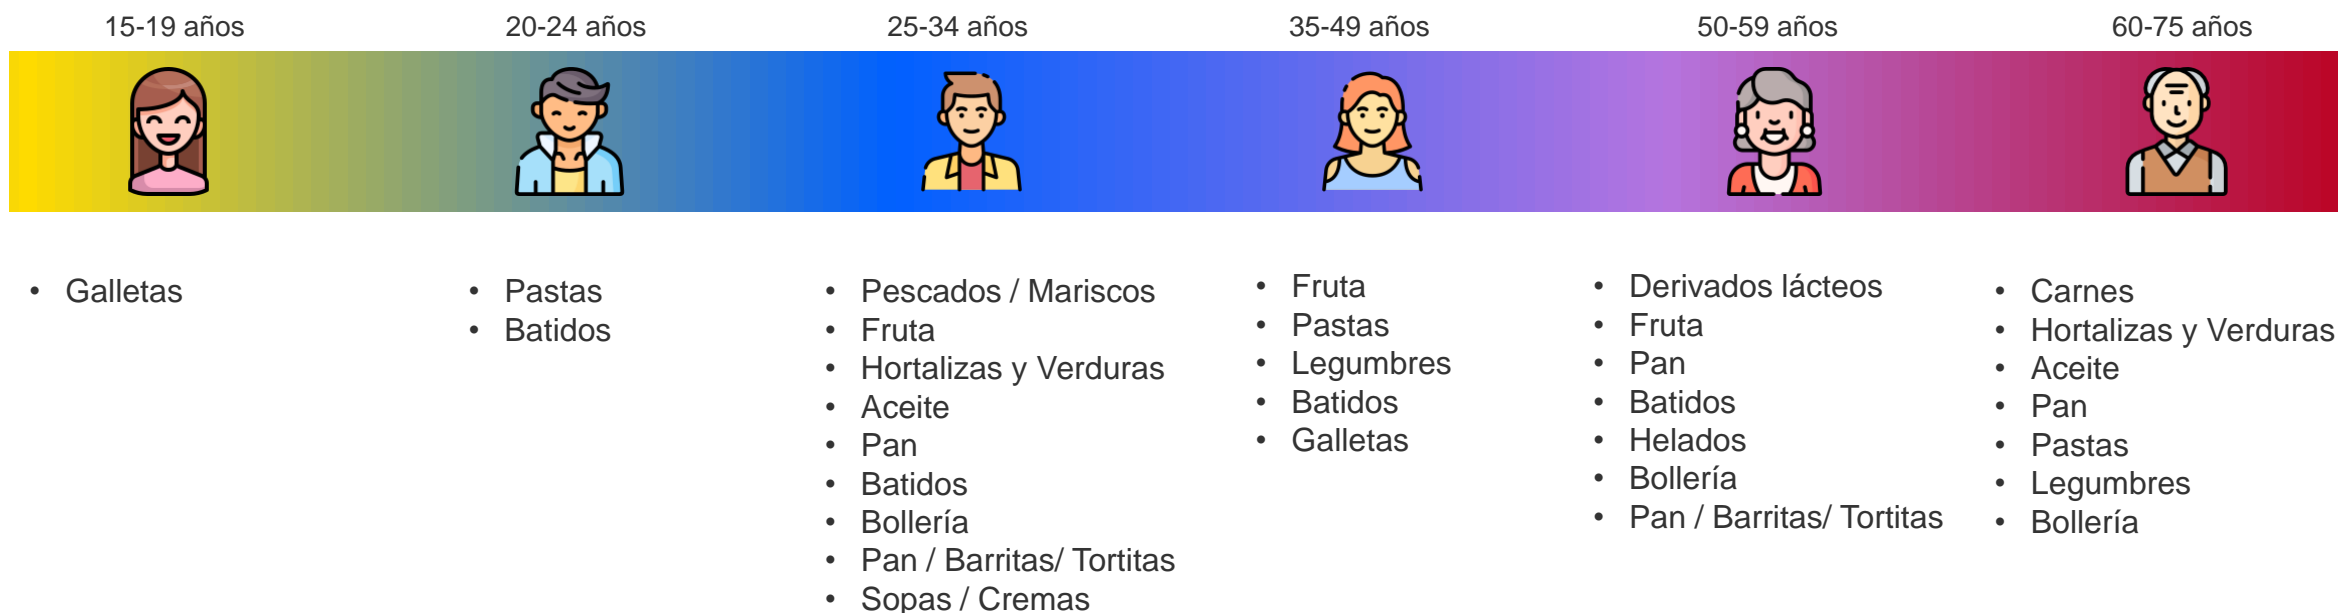 15-19 años
20-24 años
25-34 años
35-49 años
50-59 años
60-75 años
• Galletas
• Pastas
• Batidos
• Pescados / Mariscos
• Fruta
• Hortalizas y Verduras
• Aceite
• Pan
• Batidos
• Bollería
• Pan / Barritas/ Tortitas
• Sopas / Cremas
• Fruta
• Pastas
• Legumbres
• Batidos
• Galletas
• Derivados lácteos
• Fruta
• Pan
• Batidos
• Helados
• Bollería
• Pan / Barritas/ Tortitas
• Carnes
• Hortalizas y Verduras
• Aceite
• Pan
• Pastas
• Legumbres
• Bollería